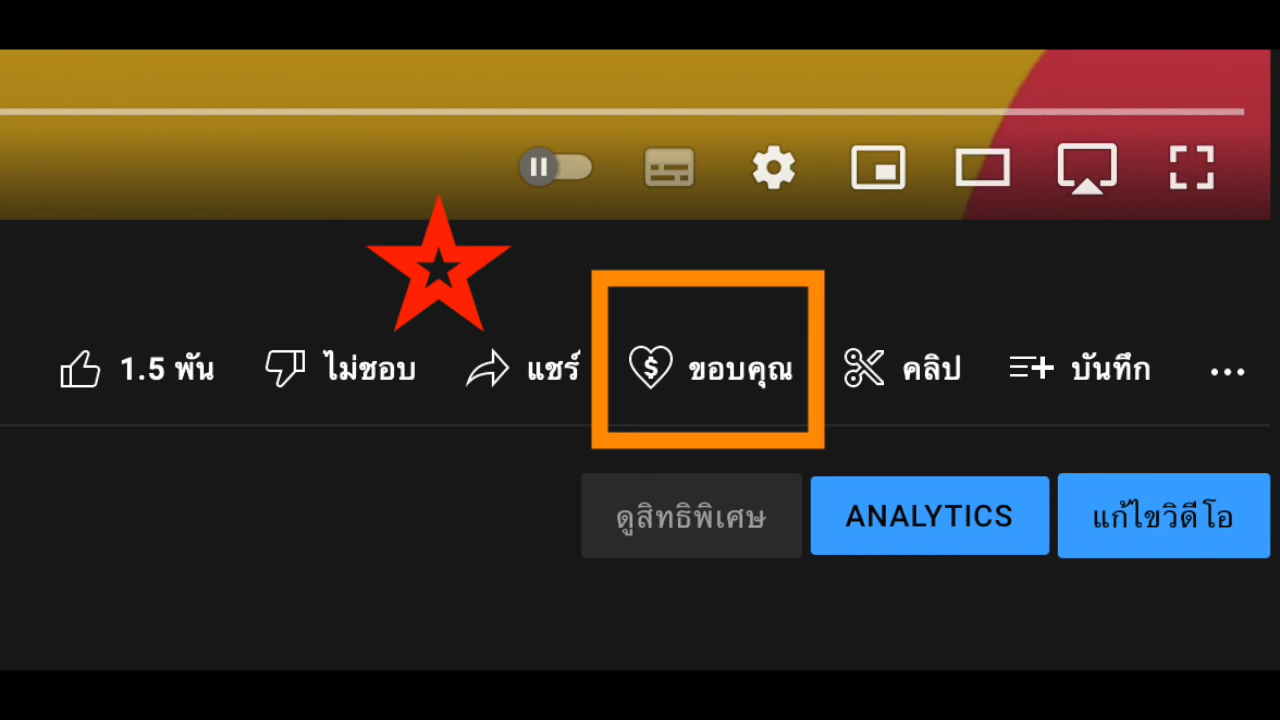 1.5 พัน ไม่ชอบ แชร์ ขอบคุณ คลิป บันทึก
ดูสิทธิพิเศษ ANALYTICS แก้ไขวิดีโอ